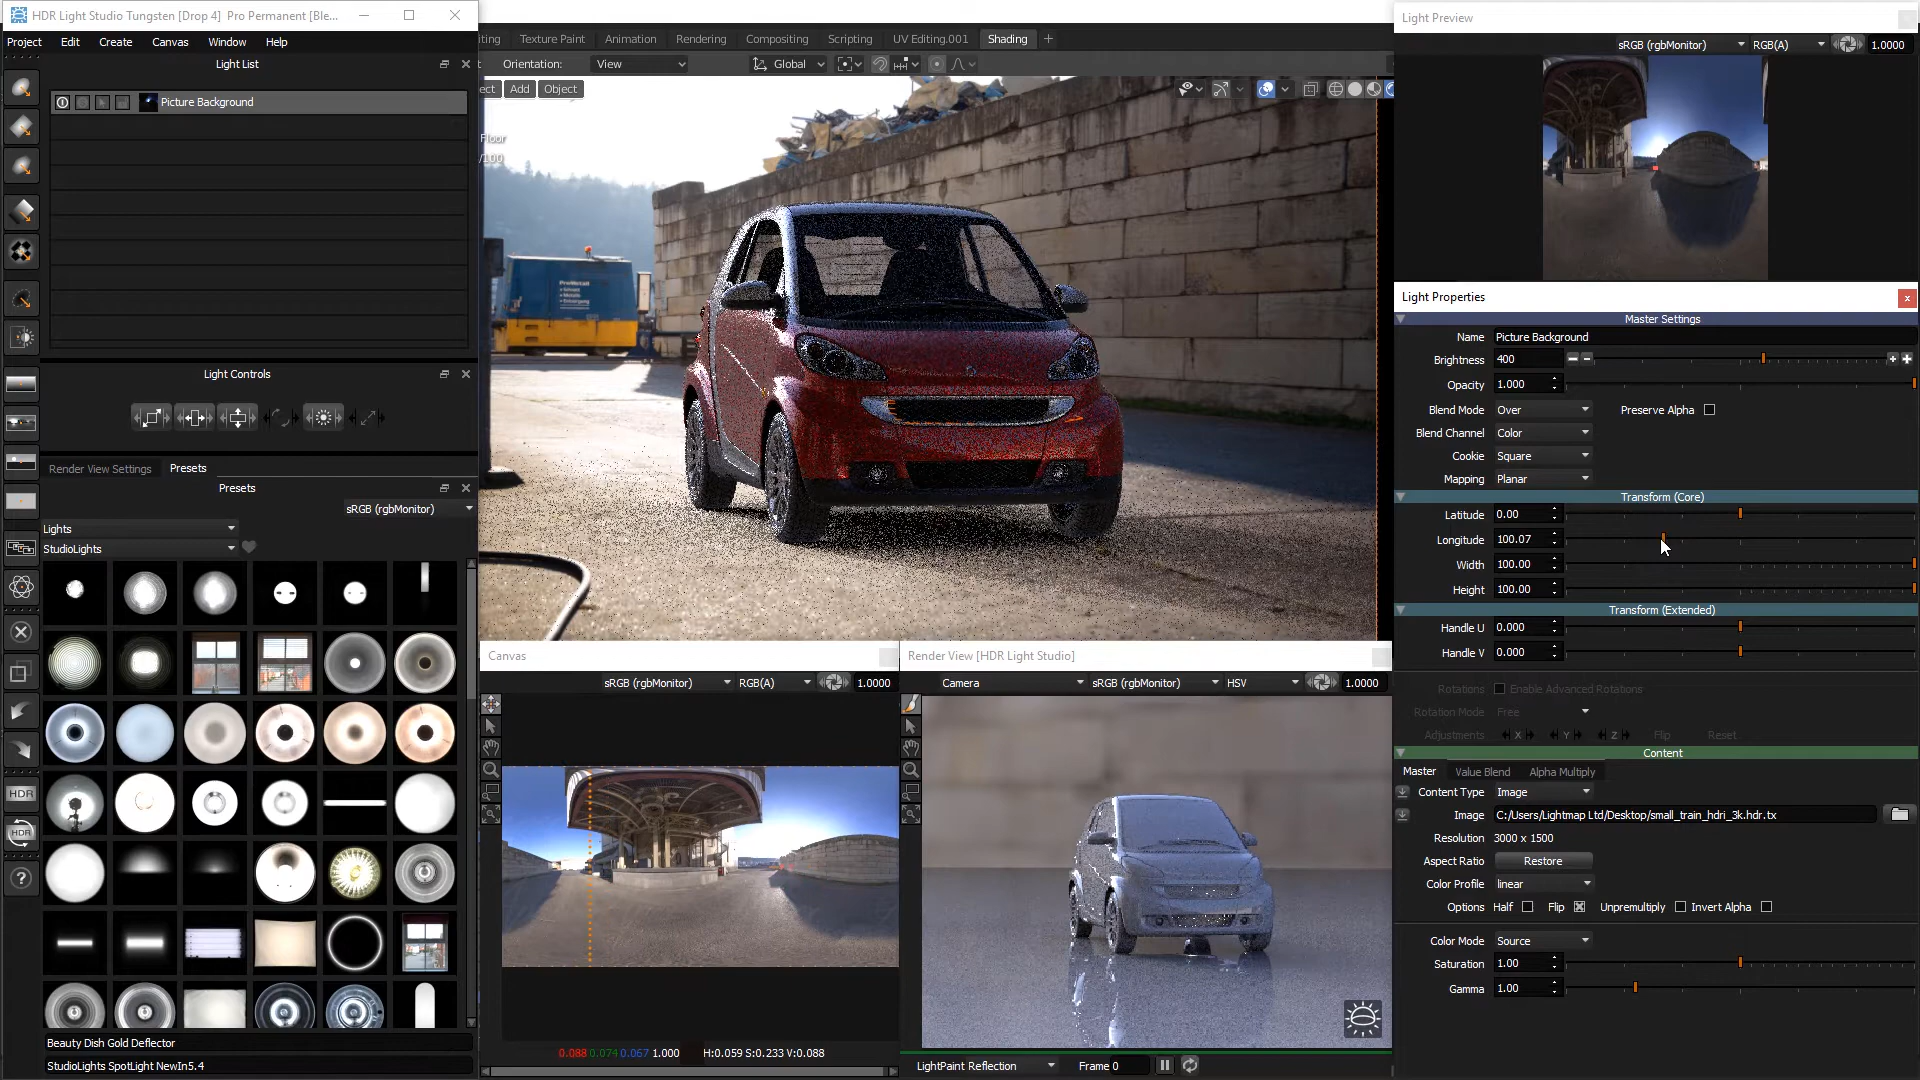 HDR Light Studio Tungsten [Drop 4]  Pro Permanent [Ble...
Project Edit Create Canvas Window Help
Light List
Picture Background
Light Controls
Render View Settings Presets
Presets
sRGB (rgbMonitor)
Lights
StudioLights
HDR
HDR
Beauty Dish Gold Deflector
StudioLights SpotLight NewIn5.4
iting Texture Paint Animation Rendering Compositing Scripting UV Editing.001 Shading +
Orientation: View Global
ect Add Object
Floor
/100
Canvas
sRGB (rgbMonitor) RGB(A) 1.0000
0.088 0.074 0.067 1.000 H:0.059 S:0.233 V:0.088
Render View [HDR Light Studio]
Camera sRGB (rgbMonitor) HSV 1.0000
LightPaint Reflection Frame 0
Light Preview
sRGB (rgbMonitor) RGB(A) 1.0000
Light Properties
Master Settings
Name Picture Background
Brightness 400
Opacity 1.000
Blend Mode Over Preserve Alpha
Blend Channel Color
Cookie Square
Mapping Planar
Transform (Core)
Latitude 0.00
Longitude 100.07
Width 100.00
Height 100.00
Transform (Extended)
Handle U 0.000
Handle V 0.000
Rotations Enable Advanced Rotations
Rotation Mode Free
Adjustments X Y Z Flip Reset
Content
Master Value Blend Alpha Multiply
Content Type Image
Image C:/Users/Lightmap Ltd/Desktop/small_train_hdri_3k.hdr.tx
Resolution 3000 x 1500
Aspect Ratio Restore
Color Profile linear
Options Half Flip Unpremultiply Invert Alpha
Color Mode Source
Saturation 1.00
Gamma 1.00